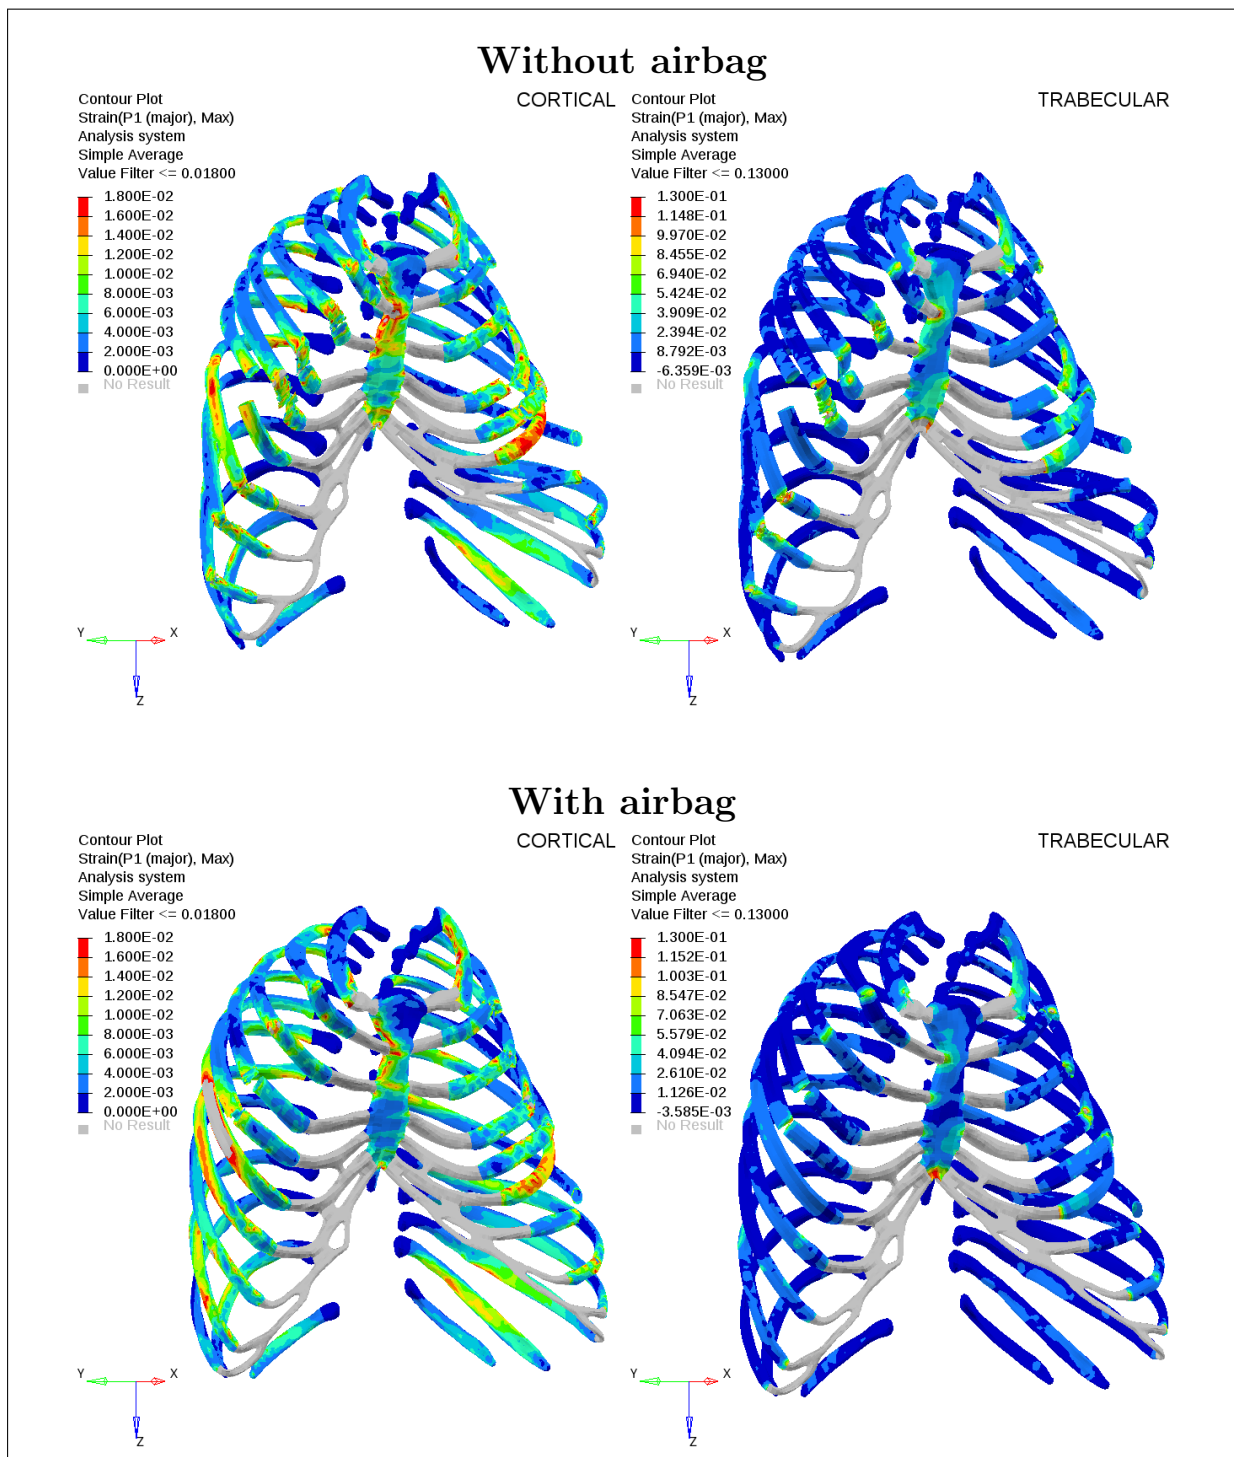 Without airbag
Contour Plot
Strain(P1 (major), Max)
Analysis system
Simple Average
Value Filter <= 0.01800
CORTICAL
1.800E-02
1.600E-02
1.400E-02
1.200E-02
1.000E-02
8.000E-03
6.000E-03
4.000E-03
2.000E-03
0.000E+00
No Result
Y
X
Z
Contour Plot
Strain(P1 (major), Max)
Analysis system
Simple Average
Value Filter <= 0.13000
TRABECULAR
1.300E-01
1.148E-01
9.970E-02
8.455E-02
6.940E-02
5.424E-02
3.909E-02
2.394E-02
8.792E-03
-6.359E-03
No Result
Y
X
Z
With airbag
Contour Plot
Strain(P1 (major), Max)
Analysis system
Simple Average
Value Filter <= 0.01800
CORTICAL
1.800E-02
1.600E-02
1.400E-02
1.200E-02
1.000E-02
8.000E-03
6.000E-03
4.000E-03
2.000E-03
0.000E+00
No Result
Y
X
Z
Contour Plot
Strain(P1 (major), Max)
Analysis system
Simple Average
Value Filter <= 0.13000
TRABECULAR
1.300E-01
1.152E-01
1.003E-01
8.547E-02
7.063E-02
5.579E-02
4.094E-02
2.610E-02
1.126E-02
-3.585E-03
No Result
Y
X
Z